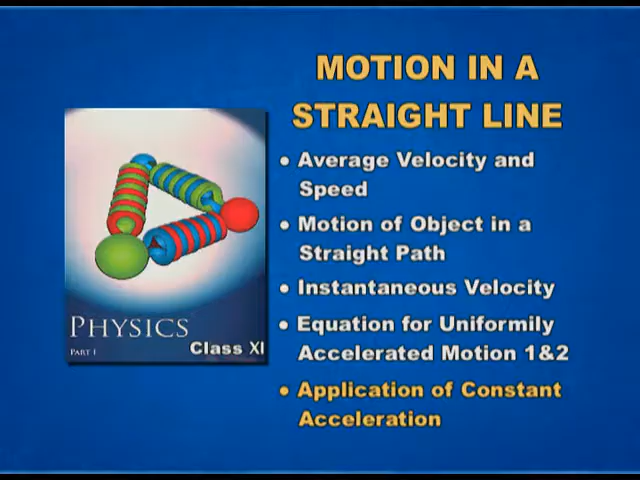 MOTION IN A
STRAIGHT LINE
• Average Velocity and
Speed
• Motion of Object in a
Straight Path
• Instantaneous Velocity
• Equation for Uniformily
Accelerated Motion 1&2
• Application of Constant
Acceleration
PHYSICS
PART I
Class XI